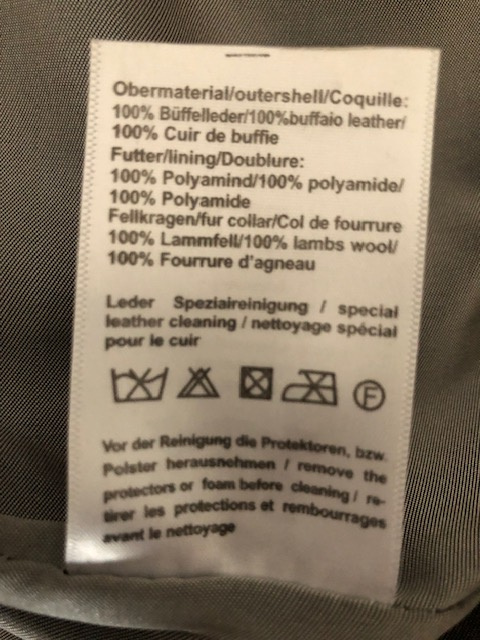 Obermaterial/outershell/Coquille:
100% Büffelleder/100%buffaio leather/
100% Cuir de buffie
Futter/lining/Doublure:
100% Polyamind/100% polyamide/
100% Polyamide
Fellkragen/fur collar/Col de fourrure
100% Lammfell/100% lambs wool/
100% Fourrure d'agneau
Leder Spezialreinigung / special
leather cleaning / nettoyage spécial
pour le cuir
F
Vor der Reinigung die Protektoren, bzw.
Polster herausnehmen / remove the
protectors or foam before cleaning / re-
tirer les protections et rembourrages
avant le nettoyage